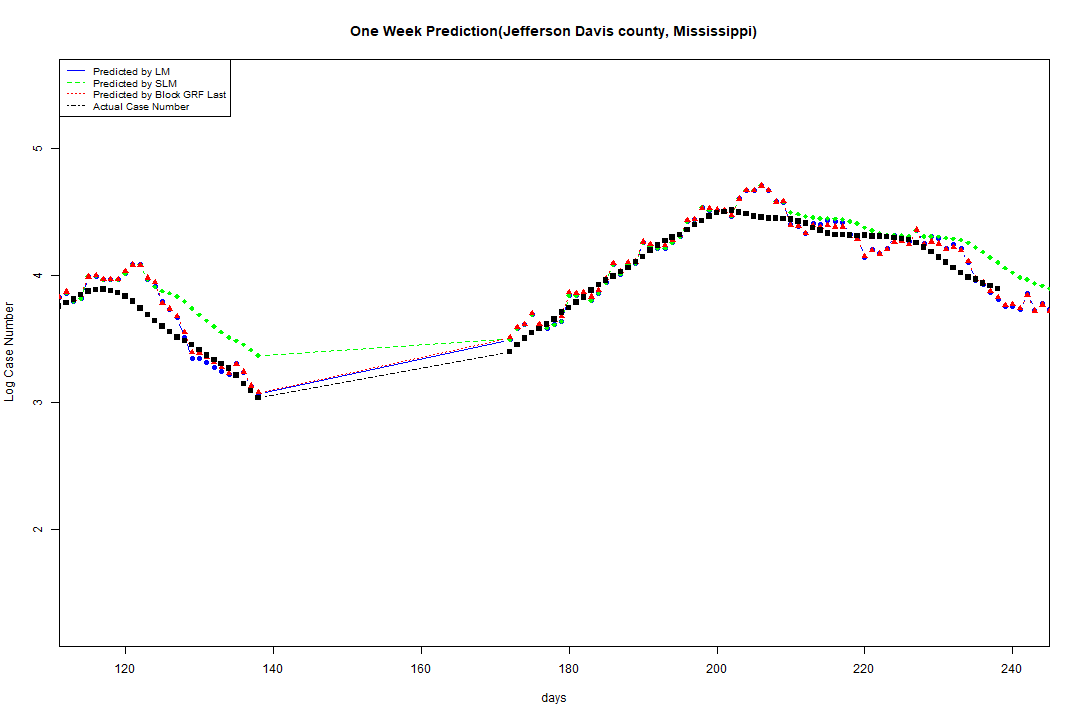 One Week Prediction(Jefferson Davis county, Mississippi)
Predicted by LM
Predicted by SLM
Predicted by Block GRF Last
Actual Case Number
5
4
3
2
Log Case Number
120 140 160 180 200 220 240
days